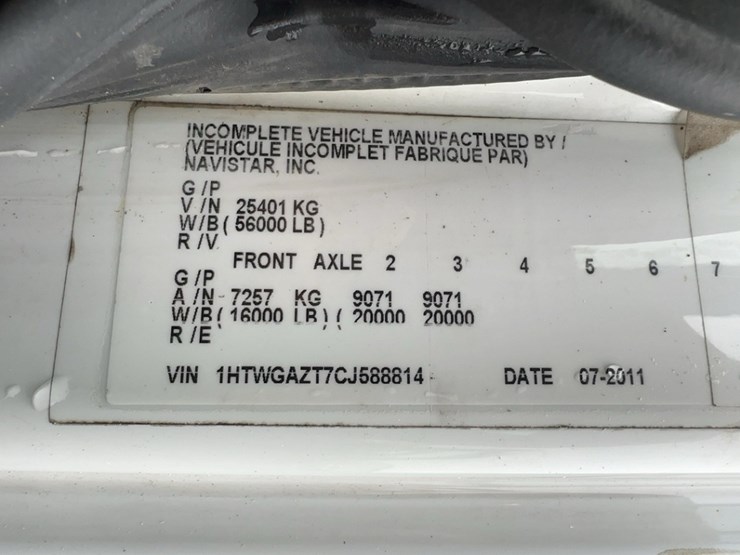 INCOMPLETE VEHICLE MANUFACTURED BY /
(VEHICULE INCOMPLET FABRIQUE PAR)
NAVISTAR, INC.
G /P
V /N 25401 KG
W/B ( 56000 LB )
R /V
FRONT AXLE 2 3 4 5 6 7
G /P
A /N - 7257 KG 9071 9071
W/B ( 16000 LB ) ( 20000 20000
R /E
VIN 1HTWGAZT7CJ588814 DATE 07-2011